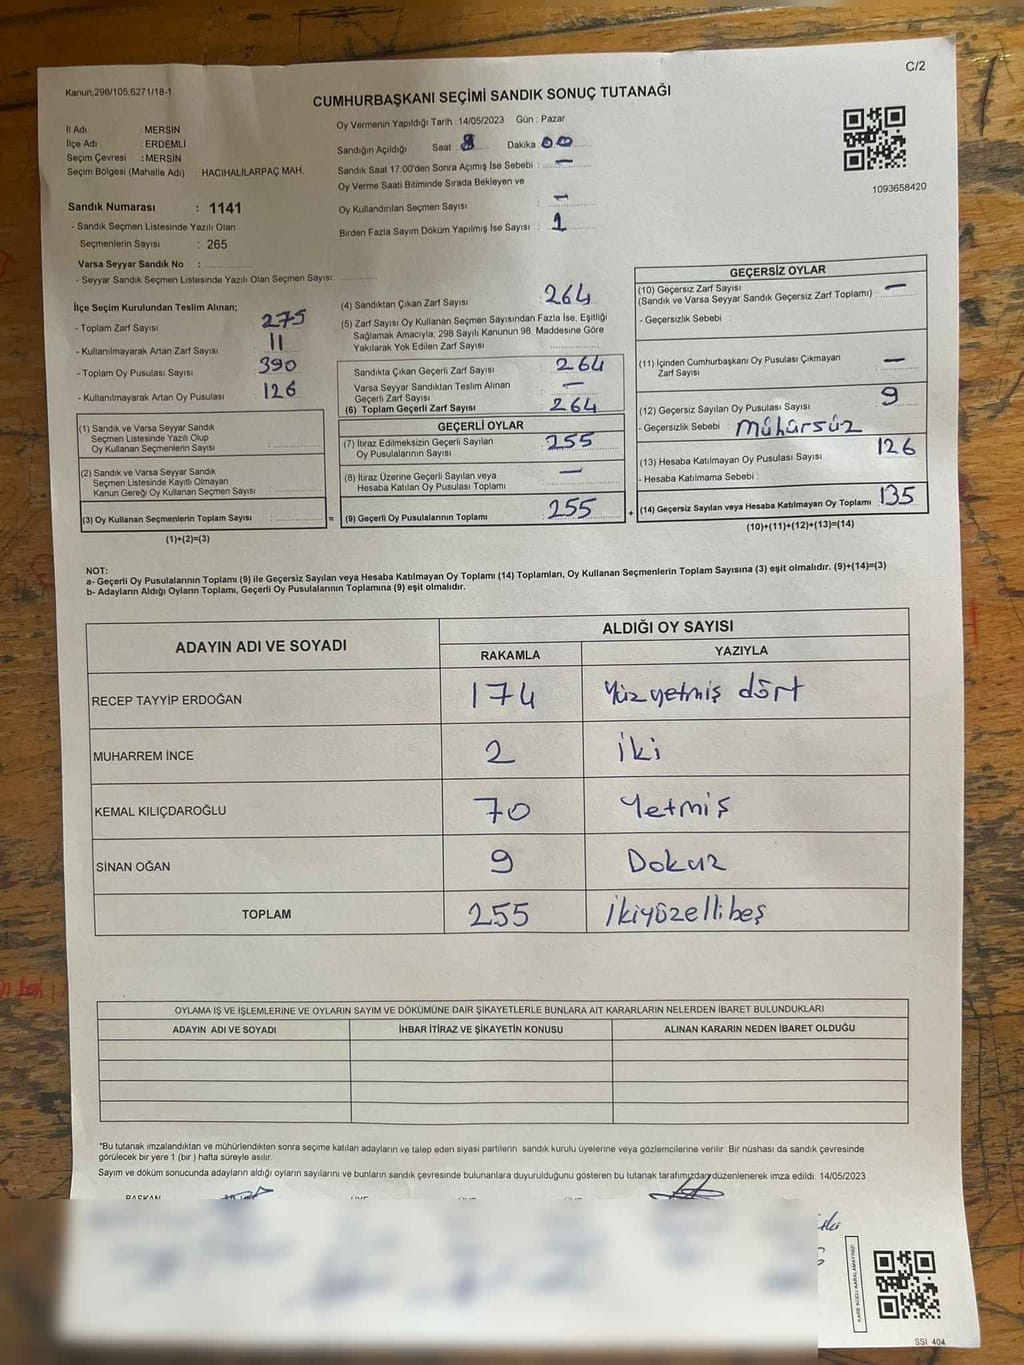 C/2
Kanun,298/105,6271/18-1
CUMHURBAŞKANI SEÇİMİ SANDIK SONUÇ TUTANAĞI
İl Adı : MERSİN
İlçe Adı : ERDEMLİ
Seçim Çevresi : MERSİN
Seçim Bölgesi (Mahalle Adı) : HACIHALİLARPAÇ MAH.
Sandık Numarası : 1141
- Sandık Seçmen Listesinde Yazılı Olan
Seçmenlerin Sayısı : 265
Varsa Seyyar Sandık No :
- Seyyar Sandık Seçmen Listesinde Yazılı Olan Seçmen Sayısı:
Oy Vermenin Yapıldığı Tarih : 14/05/2023 Gün : Pazar
Sandığın Açıldığı Saat 8 Dakika 00
Sandık Saat 17:00'den Sonra Açımış İse Sebebi : –
Oy Verme Saati Bitiminde Sırada Bekleyen ve
Oy Kullandırılan Seçmen Sayısı : –
Birden Fazla Sayım Döküm Yapılmış İse Sayısı : 1
1093658420
İlçe Seçim Kurulundan Teslim Alınan;
- Toplam Zarf Sayısı 275
- Kullanılmayarak Artan Zarf Sayısı 11
- Toplam Oy Pusulası Sayısı 390
- Kullanılmayarak Artan Oy Pusulası 126
(1) Sandık ve Varsa Seyyar Sandık
Seçmen Listesinde Yazılı Olup
Oy Kullanan Seçmenlerin Sayısı
(2) Sandık ve Varsa Seyyar Sandık
Seçmen Listesinde Kayıtlı Olmayan
Kanun Gereği Oy Kullanan Seçmen Sayısı
(3) Oy Kullanan Seçmenlerin Toplam Sayısı :
(1)+(2)=(3)
=
(4) Sandıktan Çıkan Zarf Sayısı 264
(5) Zarf Sayısı Oy Kullanan Seçmen Sayısından Fazla İse, Eşitliği
Sağlamak Amacıyla; 298 Sayılı Kanunun 98. Maddesine Göre
Yakılarak Yok Edilen Zarf Sayısı
Sandıkta Çıkan Geçerli Zarf Sayısı 264
Varsa Seyyar Sandıktan Teslim Alınan
Geçerli Zarf Sayısı –
(6) Toplam Geçerli Zarf Sayısı 264
GEÇERLİ OYLAR
(7) İtiraz Edilmeksizin Geçerli Sayılan
Oy Pusulalarının Sayısı 255
(8) İtiraz Üzerine Geçerli Sayılan veya
Hesaba Katılan Oy Pusulası Toplamı –
(9) Geçerli Oy Pusulalarının Toplamı 255
+
GEÇERSİZ OYLAR
(10) Geçersiz Zarf Sayısı
(Sandık ve Varsa Seyyar Sandık Geçersiz Zarf Toplamı) : –
- Geçersizlik Sebebi :
(11) İçinden Cumhurbaşkanı Oy Pusulası Çıkmayan
Zarf Sayısı –
(12) Geçersiz Sayılan Oy Pusulası Sayısı 9
- Geçersizlik Sebebi : mühürsüz
(13) Hesaba Katılmayan Oy Pusulası Sayısı 126
- Hesaba Katılmama Sebebi :
(14) Geçersiz Sayılan veya Hesaba Katılmayan Oy Toplamı 135
(10)+(11)+(12)+(13)=(14)
NOT:
a- Geçerli Oy Pusulalarının Toplamı (9) ile Geçersiz Sayılan veya Hesaba Katılmayan Oy Toplamı (14) Toplamları, Oy Kullanan Seçmenlerin Toplam Sayısına (3) eşit olmalıdır. (9)+(14)=(3)
b- Adayların Aldığı Oyların Toplamı, Geçerli Oy Pusulalarının Toplamına (9) eşit olmalıdır.
ADAYIN ADI VE SOYADI ALDIĞI OY SAYISI
RAKAMLA YAZIYLA
RECEP TAYYİP ERDOĞAN 174 Yüz yetmiş dört
MUHARREM İNCE 2 iki
KEMAL KILIÇDAROĞLU 70 Yetmiş
SİNAN OĞAN 9 Dokuz
TOPLAM 255 İkiyüzellibeş
OYLAMA İŞ VE İŞLEMLERİNE VE OYLARIN SAYIM VE DÖKÜMÜNE DAİR ŞİKAYETLERLE BUNLARA AİT KARARLARIN NELERDEN İBARET BULUNDUKLARI
ADAYIN ADI VE SOYADI İHBAR İTİRAZ VE ŞİKAYETİN KONUSU ALINAN KARARIN NEDEN İBARET OLDUĞU
*Bu tutanak imzalandıktan ve mühürlendikten sonra seçime katılan adayların ve talep eden siyasi partilerin sandık kurulu üyelerine veya gözlemcilerine verilir. Bir nüshası da sandık çevresinde
görülecek bir yere 1 (bir ) hafta süreyle asılır.
Sayım ve döküm sonucunda adayların aldığı oyların sayılarını ve bunların sandık çevresinde bulunanlara duyurulduğunu gösteren bu tutanak tarafımızdan düzenlenerek imza edildi. 14/05/2023
BAŞKAN ÜYE ÜYE ÜYE
KARE KODU KARALAMAYINIZ!
SSI 404